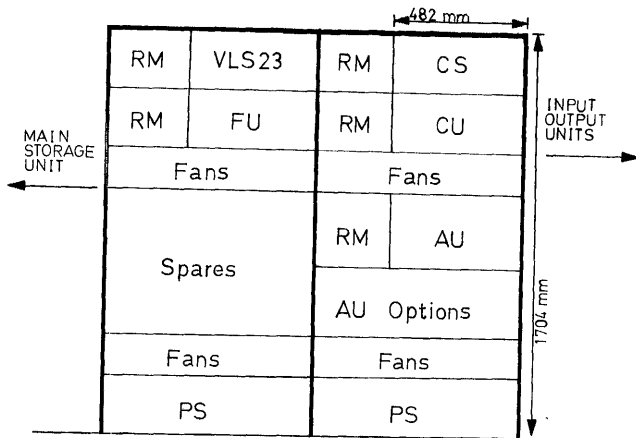 482 mm
RM VLS23 RM CS
RM FU RM CU
INPUT
OUTPUT
UNITS
MAIN
STORAGE
UNIT
Fans Fans
RM AU
Spares
AU Options
1704 mm
Fans Fans
PS PS